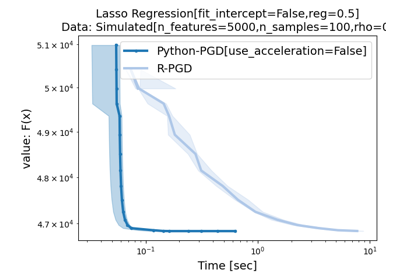 Lasso Regression[fit_intercept=False,reg=0.5]
Data: Simulated[n_features=5000,n_samples=100,rho=0
Python-PGD[use_acceleration=False]
R-PGD
value: F(x)
5.1 × 10⁴
5 × 10⁴
4.9 × 10⁴
4.8 × 10⁴
4.7 × 10⁴
10⁻¹
10⁰
10¹
Time [sec]